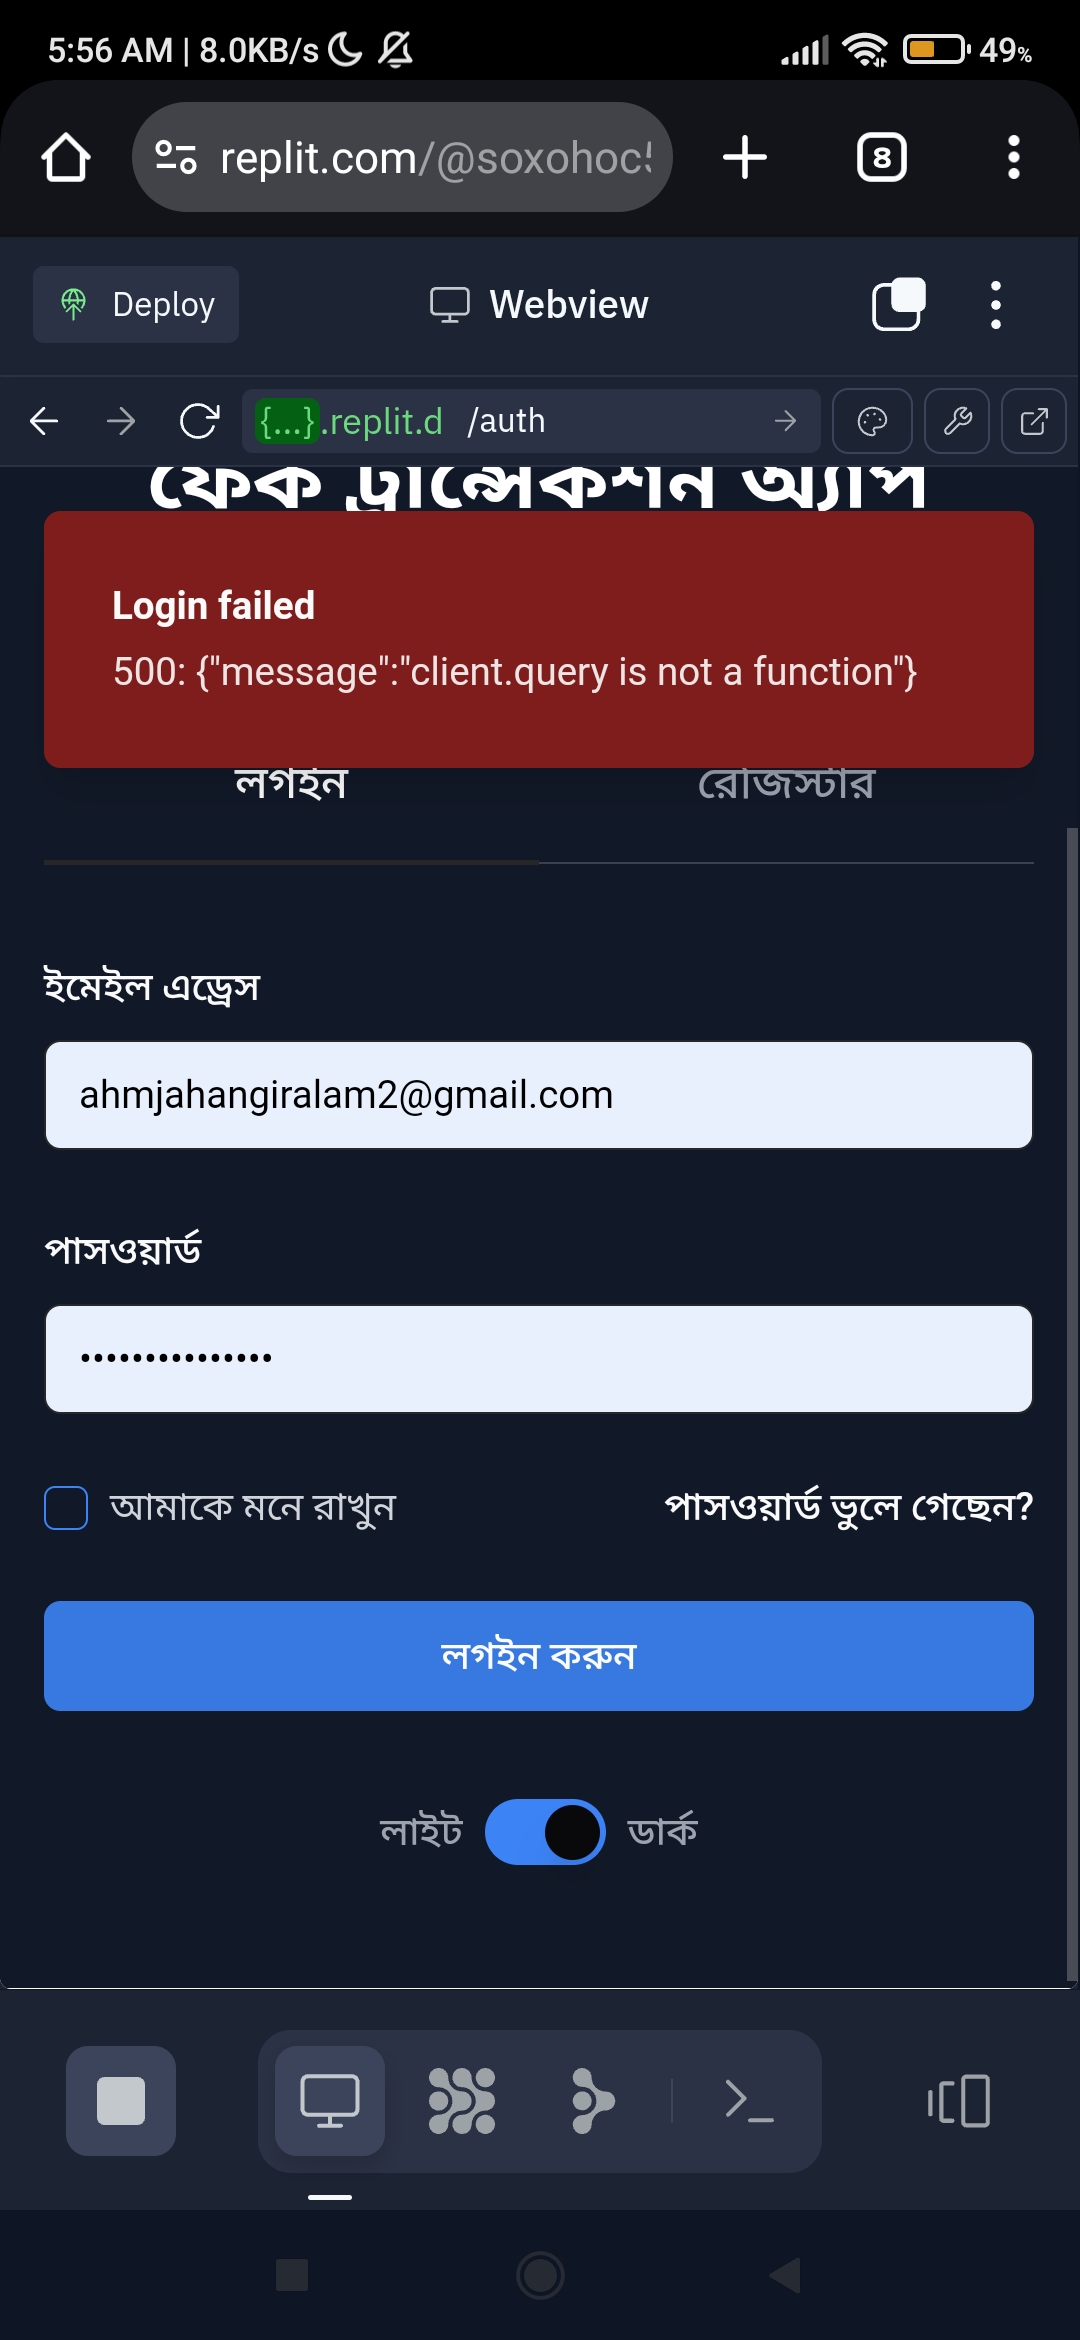 5:56 AM | 8.0KB/s
49%
replit.com/@soxohoc
8
Deploy
Webview
{...}.replit.d /auth
ফেক ট্রান্সেকশন অ্যাপ
Login failed
500: {"message":"client.query is not a function"}
লগইন
রেজিস্টার
ইমেইল এড্রেস
ahmjahangiralam2@gmail.com
পাসওয়ার্ড
আমাকে মনে রাখুন
পাসওয়ার্ড ভুলে গেছেন?
লগইন করুন
লাইট
ডার্ক